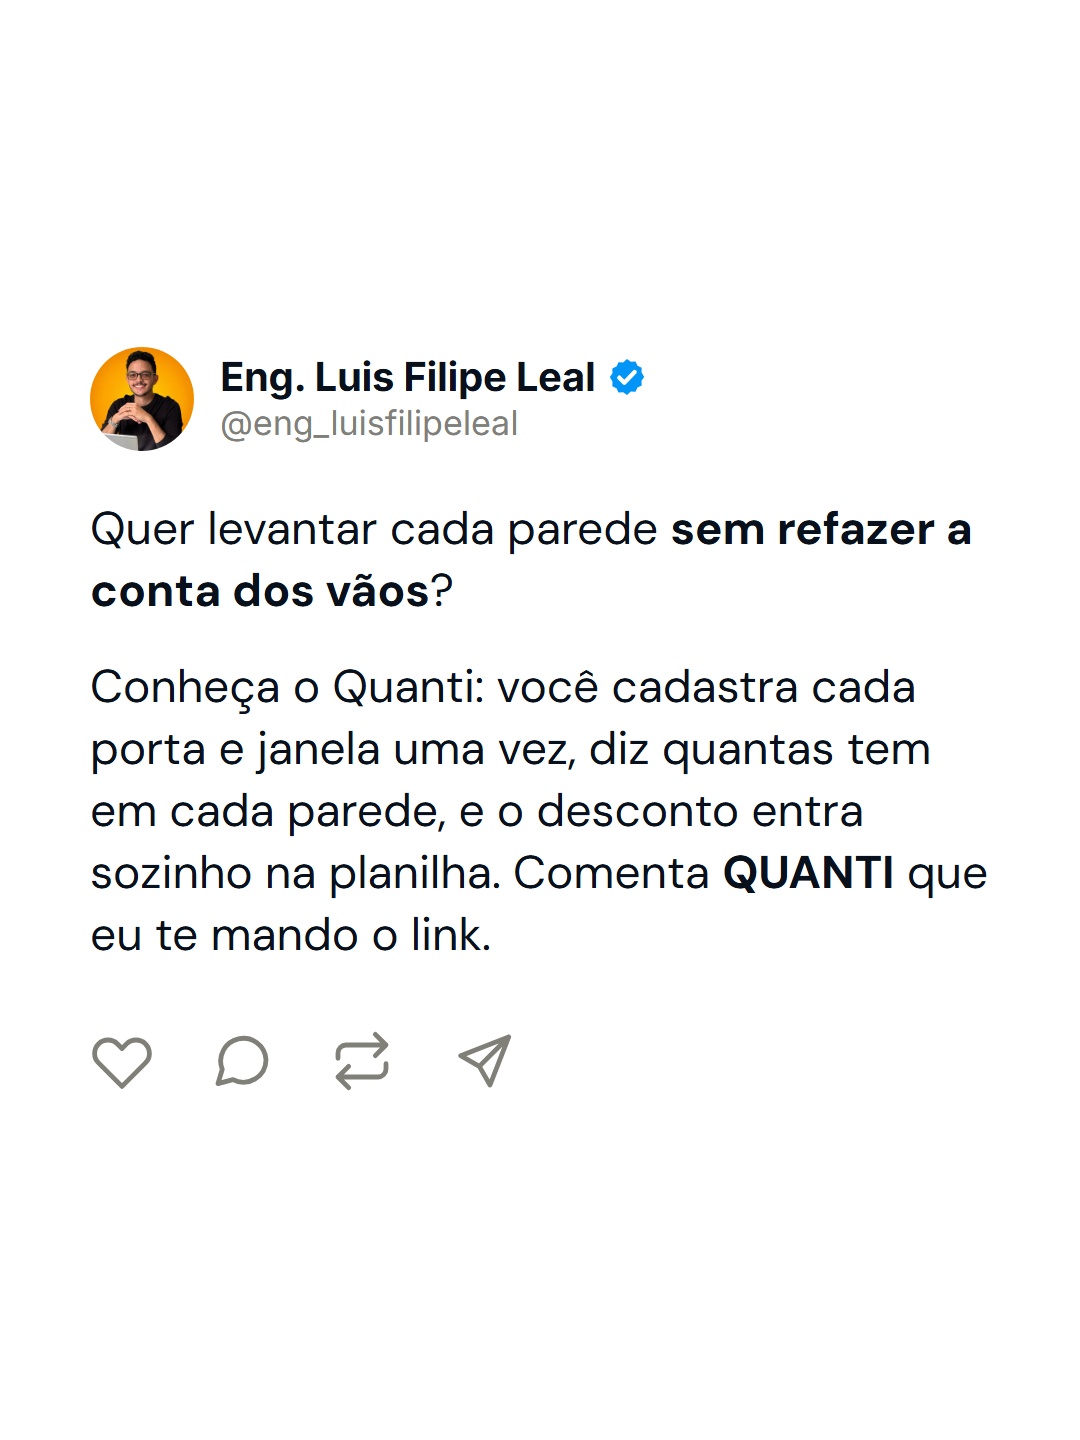 Eng. Luis Filipe Leal
@eng_luisfilipeleal
Quer levantar cada parede sem refazer a
conta dos vãos?
Conheça o Quanti: você cadastra cada
porta e janela uma vez, diz quantas tem
em cada parede, e o desconto entra
sozinho na planilha. Comenta QUANTI que
eu te mando o link.